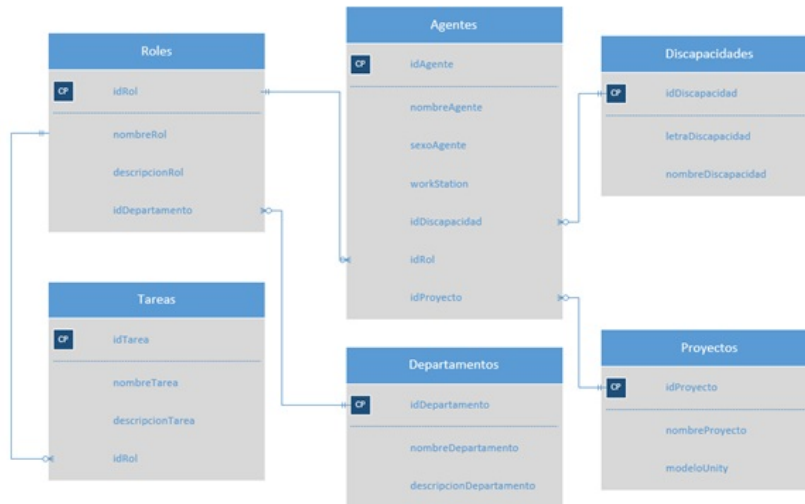 Roles
CP idRol
nombreRol
descripcionRol
idDepartamento
Agentes
CP idAgente
nombreAgente
sexoAgente
workStation
idDiscapacidad
idRol
idProyecto
Discapacidades
CP idDiscapacidad
letraDiscapacidad
nombreDiscapacidad
Tareas
CP idTarea
nombreTarea
descripcionTarea
idRol
Departamentos
CP idDepartamento
nombreDepartamento
descripcionDepartamento
Proyectos
CP idProyecto
nombreProyecto
modeloUnity